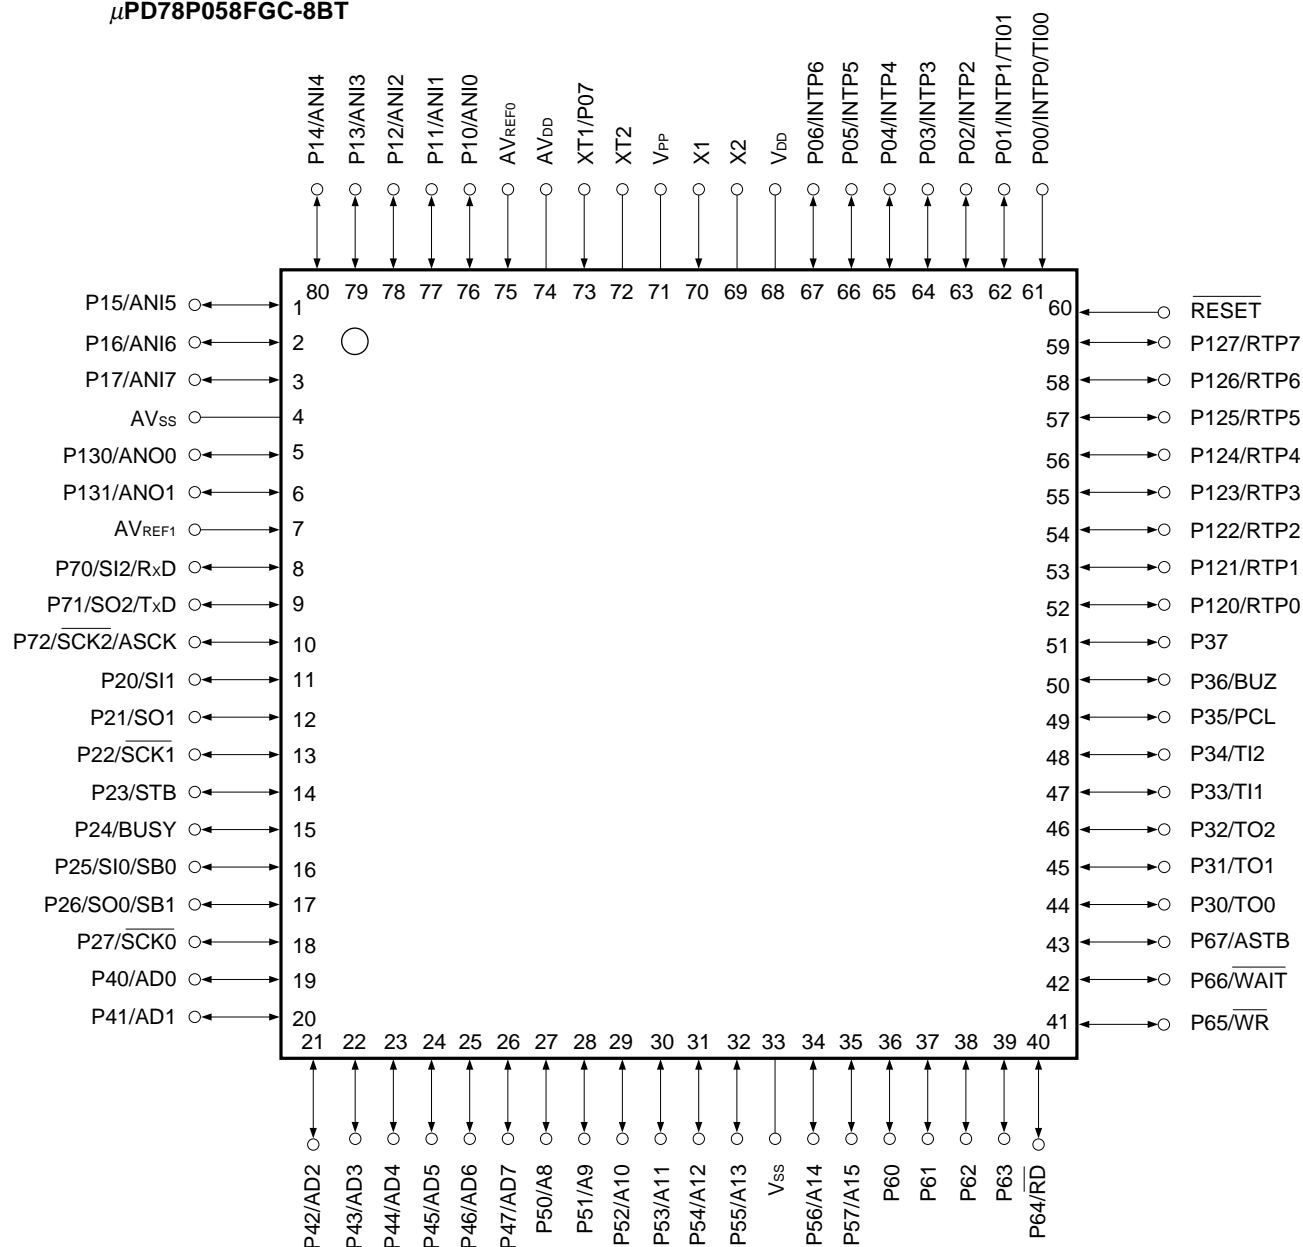 μPD78P058FGC-8BT
P14/ANI4
P13/ANI3
P12/ANI2
P11/ANI1
P10/ANI0
AVREF0
AVDD
XT1/P07
XT2
VPP
X1
X2
VDD
P06/INTP6
P05/INTP5
P04/INTP4
P03/INTP3
P02/INTP2
P01/INTP1/TI01
P00/INTP0/TI00
80 79 78 77 76 75 74 73 72 71 70 69 68 67 66 65 64 63 62 61
P15/ANI5 1 60 R̅E̅S̅E̅T̅
P16/ANI6 2 59 P127/RTP7
P17/ANI7 3 58 P126/RTP6
AVSS 4 57 P125/RTP5
P130/ANO0 5 56 P124/RTP4
P131/ANO1 6 55 P123/RTP3
AVREF1 7 54 P122/RTP2
P70/SI2/RxD 8 53 P121/RTP1
P71/SO2/TxD 9 52 P120/RTP0
P72/S̅C̅K̅2̅/ASCK 10 51 P37
P20/SI1 11 50 P36/BUZ
P21/SO1 12 49 P35/PCL
P22/S̅C̅K̅1̅ 13 48 P34/TI2
P23/STB 14 47 P33/TI1
P24/BUSY 15 46 P32/TO2
P25/SI0/SB0 16 45 P31/TO1
P26/SO0/SB1 17 44 P30/TO0
P27/S̅C̅K̅0̅ 18 43 P67/ASTB
P40/AD0 19 42 P66/W̅A̅I̅T̅
P41/AD1 20 41 P65/W̅R̅
21 22 23 24 25 26 27 28 29 30 31 32 33 34 35 36 37 38 39 40
P42/AD2
P43/AD3
P44/AD4
P45/AD5
P46/AD6
P47/AD7
P50/A8
P51/A9
P52/A10
P53/A11
P54/A12
P55/A13
VSS
P56/A14
P57/A15
P60
P61
P62
P63
P64/R̅D̅